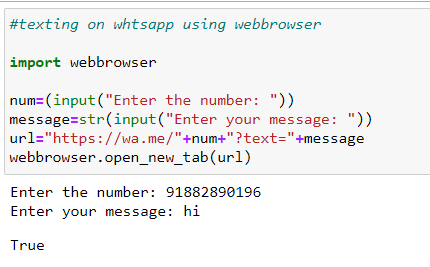 #texting on whtsapp using webbrowser
import webbrowser
num=(input("Enter the number: "))
message=str(input("Enter your message: "))
url="https://wa.me/"+num+"?text="+message
webbrowser.open_new_tab(url)
Enter the number: 91882890196
Enter your message: hi
True